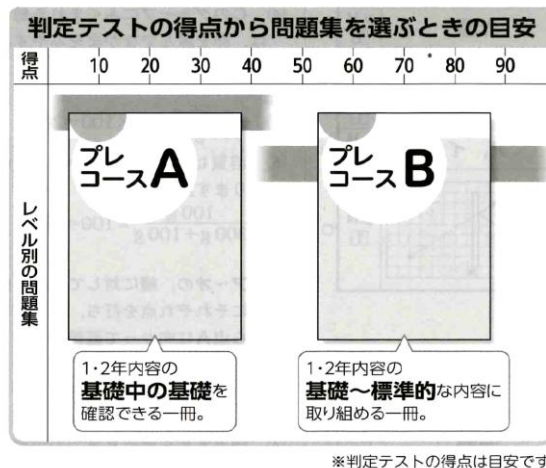 判定テストの得点から問題集を選ぶときの目安
得点
10 20 30 40 50 60 70 80 90
レベル別の問題集
プレ
コースA
プレ
コースB
1・2年内容の
基礎中の基礎を
確認できる一冊。
1・2年内容の
基礎〜標準的な内容に
取り組める一冊。
※判定テストの得点は目安です